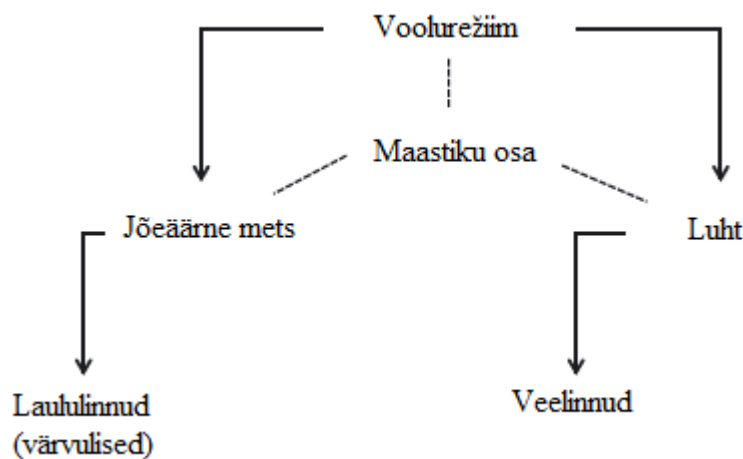 Voolurežiim
Maastiku osa
Jõeäärne mets
Luht
Laululinnud
(värvulised)
Veelinnud